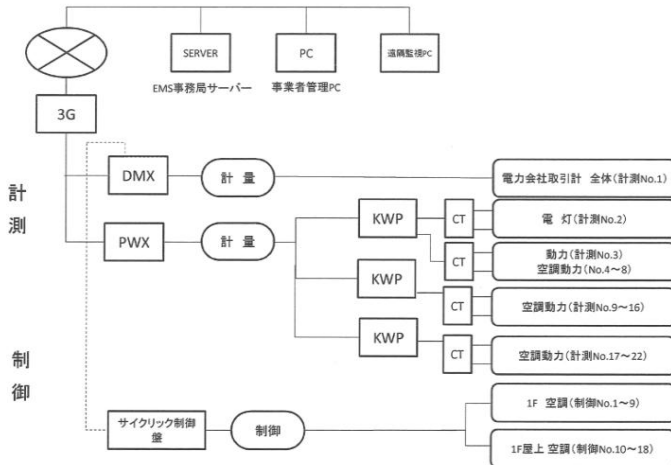 SERVER
PC
遠隔監視PC
EMS事務局サーバー
事業者管理PC
3G
計測
DMX
計 量
電力会社取引計 全体(計測No.1)
PWX
計 量
KWP
CT
電 灯(計測No.2)
CT
動力(計測No.3)
空調動力(No.4～8)
KWP
CT
空調動力(計測No.9～16)
KWP
CT
空調動力(計測No.17～22)
制御
サイクリック制御
盤
制御
1F 空調(制御No.1～9)
1F屋上 空調(制御No.10～18)